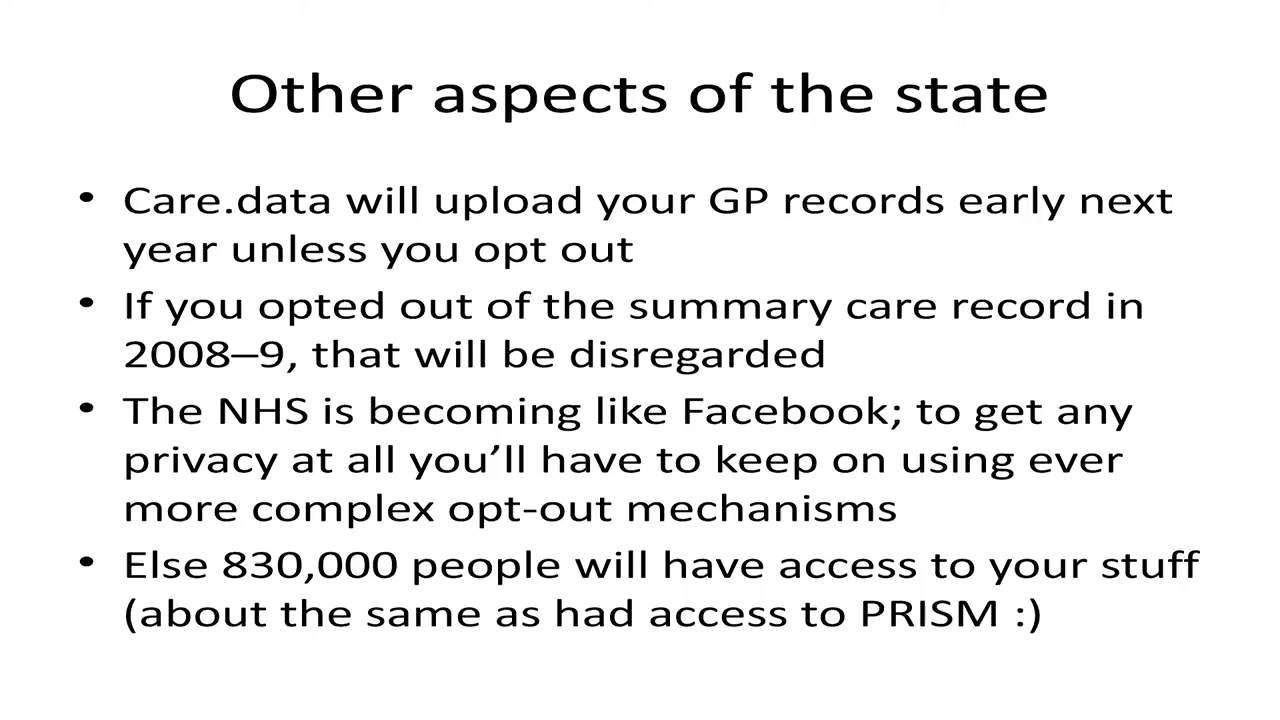 Other aspects of the state
• Care.data will upload your GP records early next
year unless you opt out
• If you opted out of the summary care record in
2008–9, that will be disregarded
• The NHS is becoming like Facebook; to get any
privacy at all you’ll have to keep on using ever
more complex opt-out mechanisms
• Else 830,000 people will have access to your stuff
(about the same as had access to PRISM :)